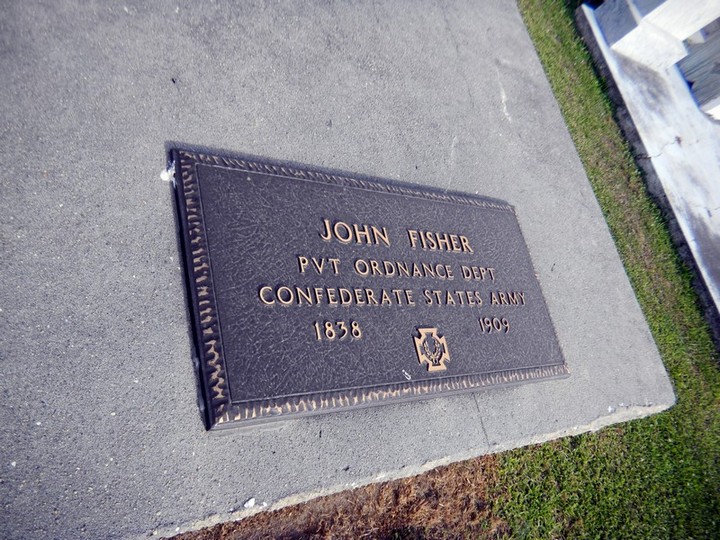 JOHN FISHER
PVT ORDNANCE DEPT
CONFEDERATE STATES ARMY
1838 1909